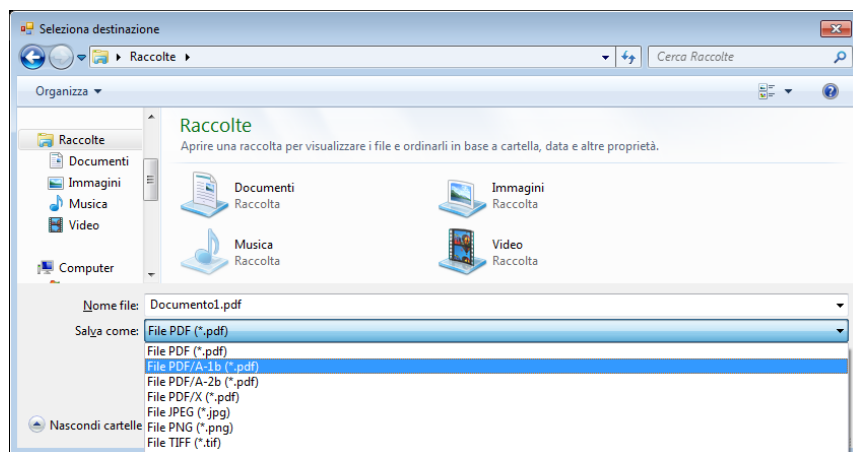 Seleziona destinazione
Raccolte
Cerca Raccolte
Organizza
Raccolte
Documenti
Immagini
Musica
Video
Computer
Raccolte
Aprire una raccolta per visualizzare i file e ordinarli in base a cartella, data e altre proprietà.
Documenti
Raccolta
Immagini
Raccolta
Musica
Raccolta
Video
Raccolta
Nome file: Documento1.pdf
Salva come: File PDF (*.pdf)
File PDF (*.pdf)
File PDF/A-1b (*.pdf)
File PDF/A-2b (*.pdf)
File PDF/X (*.pdf)
File JPEG (*.jpg)
File PNG (*.png)
File TIFF (*.tif)
Nascondi cartelle